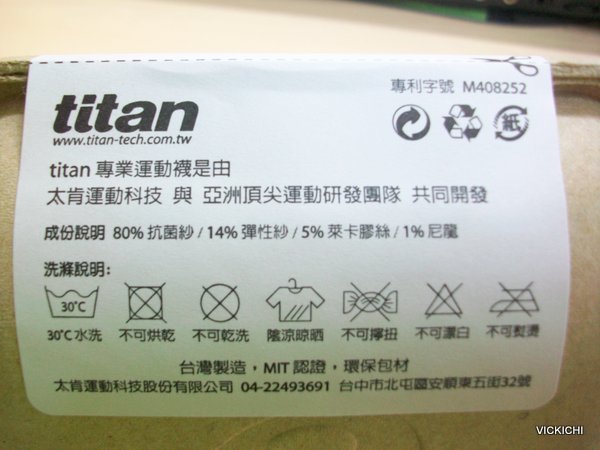 專利字號 M408252
titan
www.titan-tech.com.tw
紙
titan 專業運動襪是由
太肯運動科技 與 亞洲頂尖運動研發團隊 共同開發
成份說明 80% 抗菌紗 / 14% 彈性紗 / 5% 萊卡膠絲 / 1% 尼龍
洗滌說明:
30°C
30°C 水洗 不可烘乾 不可乾洗 陰涼晾晒 不可擰扭 不可漂白 不可熨燙
台灣製造，MIT 認證，環保包材
太肯運動科技股份有限公司 04-22493691 台中市北屯區安順東五街32號
VICKICHI